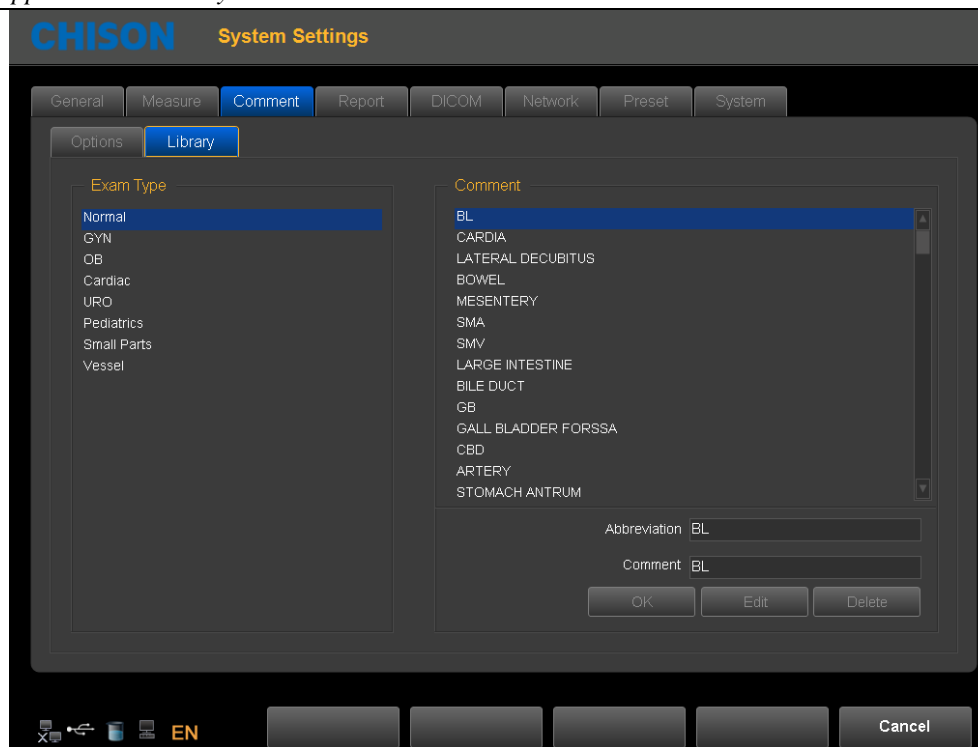 CHISON System Settings
General Measure Comment Report DICOM Network Preset System
Options Library
Exam Type
Normal
GYN
OB
Cardiac
URO
Pediatrics
Small Parts
Vessel
Comment
BL
CARDIA
LATERAL DECUBITUS
BOWEL
MESENTERY
SMA
SMV
LARGE INTESTINE
BILE DUCT
GB
GALL BLADDER FORSSA
CBD
ARTERY
STOMACH ANTRUM
Abbreviation BL
Comment BL
OK Edit Delete
EN Cancel